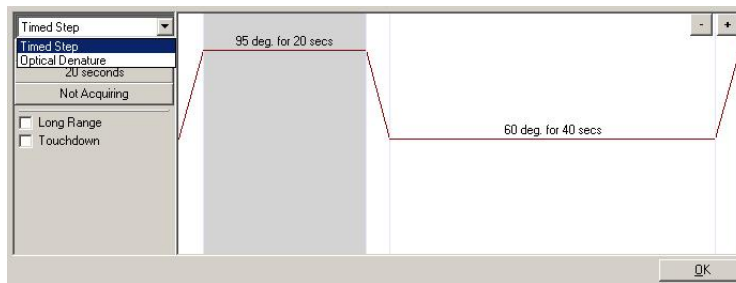 Timed Step
Timed Step
Optical Denature
20 seconds
Not Acquiring
Long Range
Touchdown
95 deg. for 20 secs
60 deg. for 40 secs
- +
OK